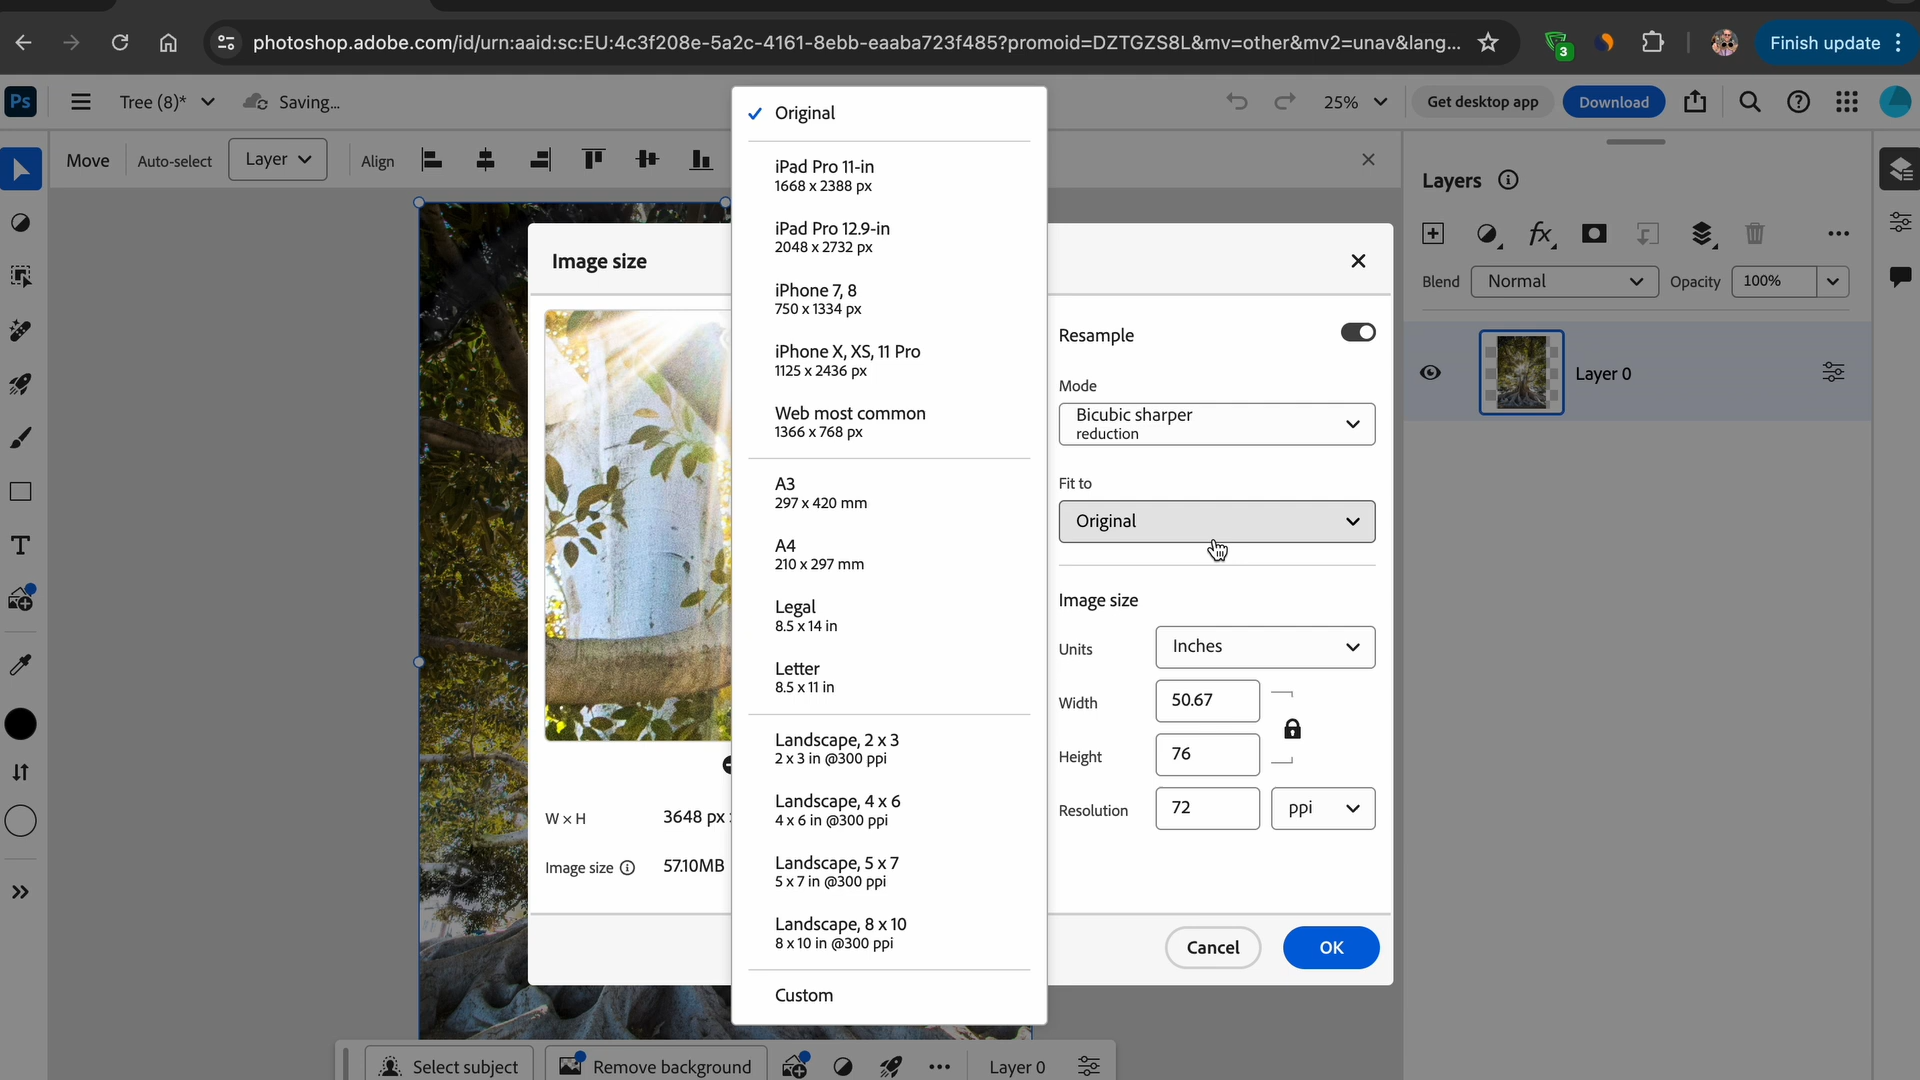 photoshop.adobe.com/id/urn:aaid:sc:EU:4c3f208e-5a2c-4161-8ebb-eaaba723f485?promoid=DZTGZS8L&mv=other&mv2=unav&lang...
3
Finish update
Ps
Tree (8)*
Saving...
25%
Get desktop app
Download
Move
Auto-select
Layer
Align
Original
iPad Pro 11-in
1668 x 2388 px
iPad Pro 12.9-in
2048 x 2732 px
iPhone 7, 8
750 x 1334 px
iPhone X, XS, 11 Pro
1125 x 2436 px
Web most common
1366 x 768 px
A3
297 x 420 mm
A4
210 x 297 mm
Legal
8.5 x 14 in
Letter
8.5 x 11 in
Landscape, 2 x 3
2 x 3 in @300 ppi
Landscape, 4 x 6
4 x 6 in @300 ppi
Landscape, 5 x 7
5 x 7 in @300 ppi
Landscape, 8 x 10
8 x 10 in @300 ppi
Custom
Image size
W × H 3648 px
Image size 57.10MB
Resample
Mode
Bicubic sharper
reduction
Fit to
Original
Image size
Units Inches
Width 50.67
Height 76
Resolution 72 ppi
Cancel
OK
Layers
fx
Blend Normal Opacity 100%
Layer 0
T
Select subject
Remove background
Layer 0